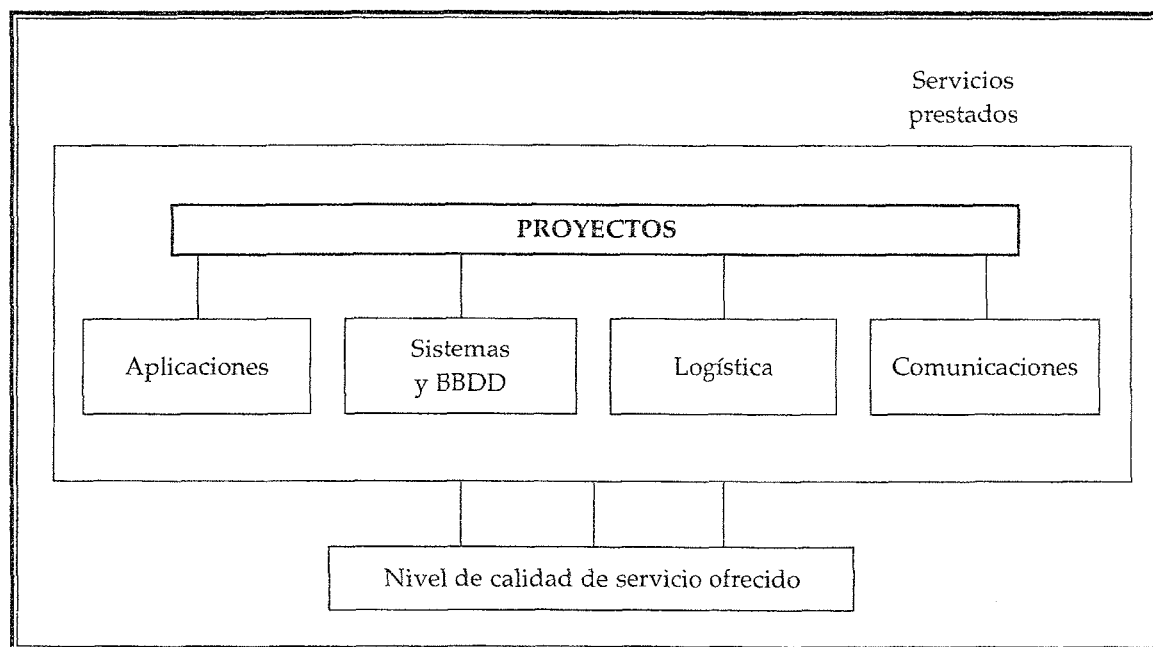 Servicios
prestados
PROYECTOS
Aplicaciones
Sistemas
y BBDD
Logística
Comunicaciones
Nivel de calidad de servicio ofrecido